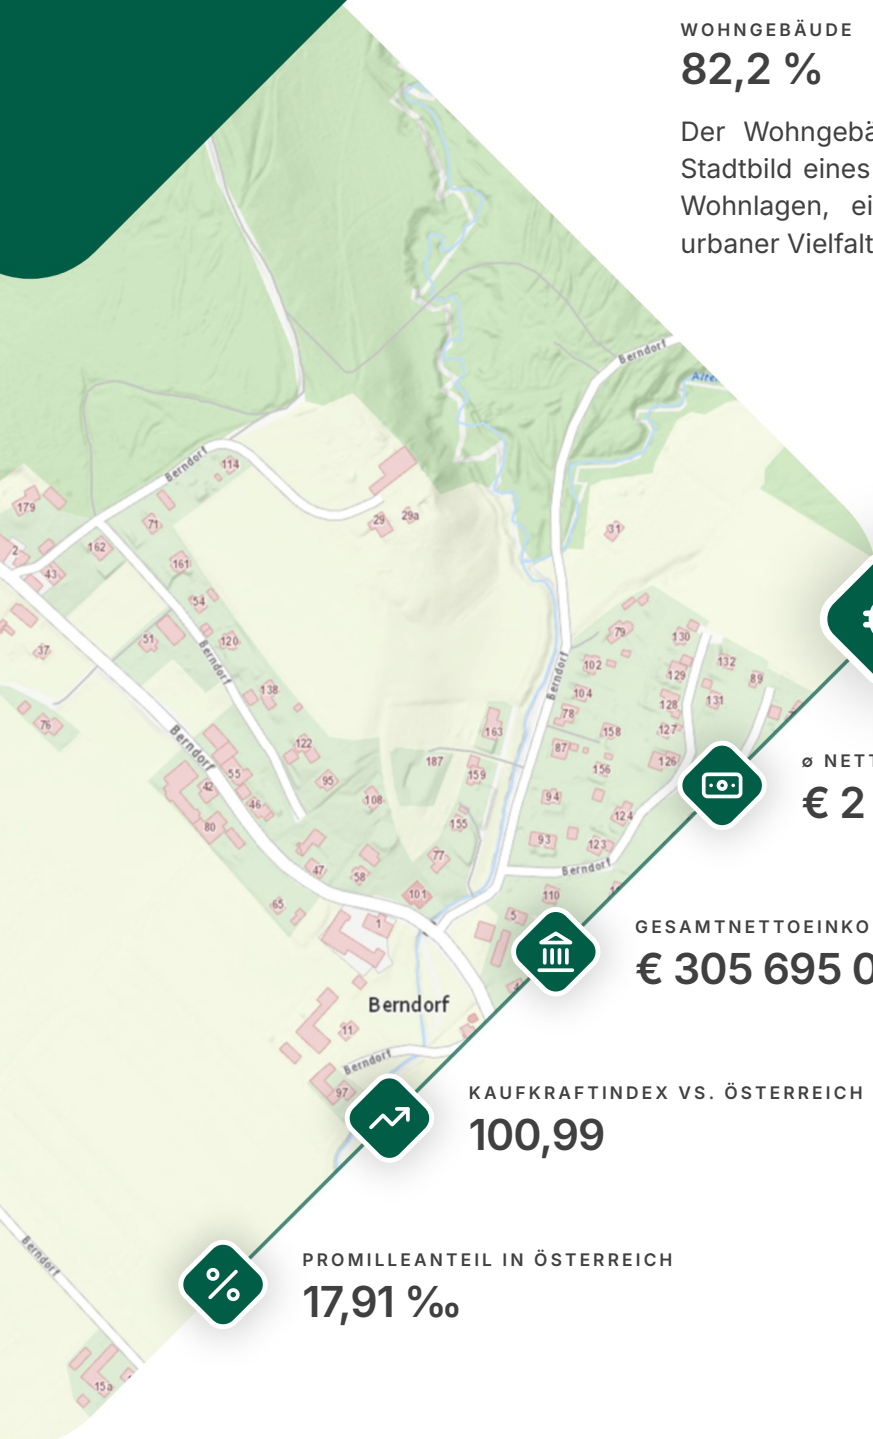 WOHNGEBÄUDE
82,2 %
Der Wohngebä
Stadtbild eines
Wohnlagen, ei
urbaner Vielfalt
Berndorf
Alte
Berndorf
114
179
29
29a
71
31
2
162
161
43
54
79
130
51
120
37
102
132
Berndorf
129
89
Berndorf
138
104
131
128
76
78
163
158
127
Berndorf
122
87
187
126
55
159
156
ø NETT
95
42
94
€ 2
46
108
124
80
155
93
123
77
47
58
Berndorf
101
110
65
5
1
GESAMTNETTOEINKO
€ 305 695 0
4
Berndorf
11
Berndorf
97
KAUFKRAFTINDEX VS. ÖSTERREICH
100,99
Berndorf
PROMILLEANTEIL IN ÖSTERREICH
17,91 ‰
15a